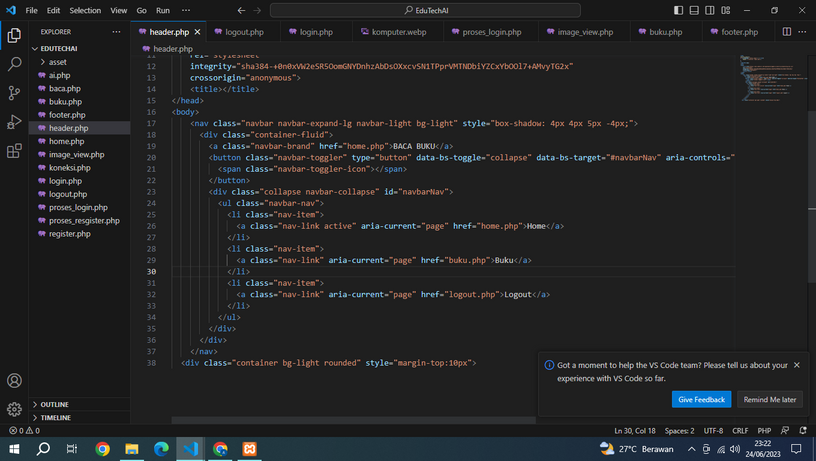 File Edit Selection View Go Run ··· EduTechAI
EXPLORER ···
EDUTECHAI
asset
ai.php
baca.php
buku.php
footer.php
header.php
home.php
image_view.php
koneksi.php
login.php
logout.php
proses_login.php
proses_resgister.php
register.php
OUTLINE
TIMELINE
header.php logout.php login.php komputer.webp proses_login.php image_view.php buku.php footer.php ···
header.php
11 rel="stylesheet"
12 integrity="sha384-+0n0xVW2eSR5OomGNYDnhzAbDsOXxcvSN1TPprVMTNDbiYZCxYbOOl7+AMvyTG2x"
13 crossorigin="anonymous">
14 <title></title>
15 </head>
16 <body>
17 <nav class="navbar navbar-expand-lg navbar-light bg-light" style="box-shadow: 4px 4px 5px -4px;">
18 <div class="container-fluid">
19 <a class="navbar-brand" href="home.php">BACA BUKU</a>
20 <button class="navbar-toggler" type="button" data-bs-toggle="collapse" data-bs-target="#navbarNav" aria-controls="
21 <span class="navbar-toggler-icon"></span>
22 </button>
23 <div class="collapse navbar-collapse" id="navbarNav">
24 <ul class="navbar-nav">
25 <li class="nav-item">
26 <a class="nav-link active" aria-current="page" href="home.php">Home</a>
27 </li>
28 <li class="nav-item">
29 <a class="nav-link" aria-current="page" href="buku.php">Buku</a>
30 </li>
31 <li class="nav-item">
32 <a class="nav-link" aria-current="page" href="logout.php">Logout</a>
33 </li>
34 </ul>
35 </div>
36 </div>
37 </nav>
38 <div class="container bg-light rounded" style="margin-top:10px">
Got a moment to help the VS Code team? Please tell us about your
experience with VS Code so far.
Give Feedback Remind Me later
0 0 Ln 30, Col 18 Spaces: 2 UTF-8 CRLF PHP
27°C Berawan 23:22
24/06/2023